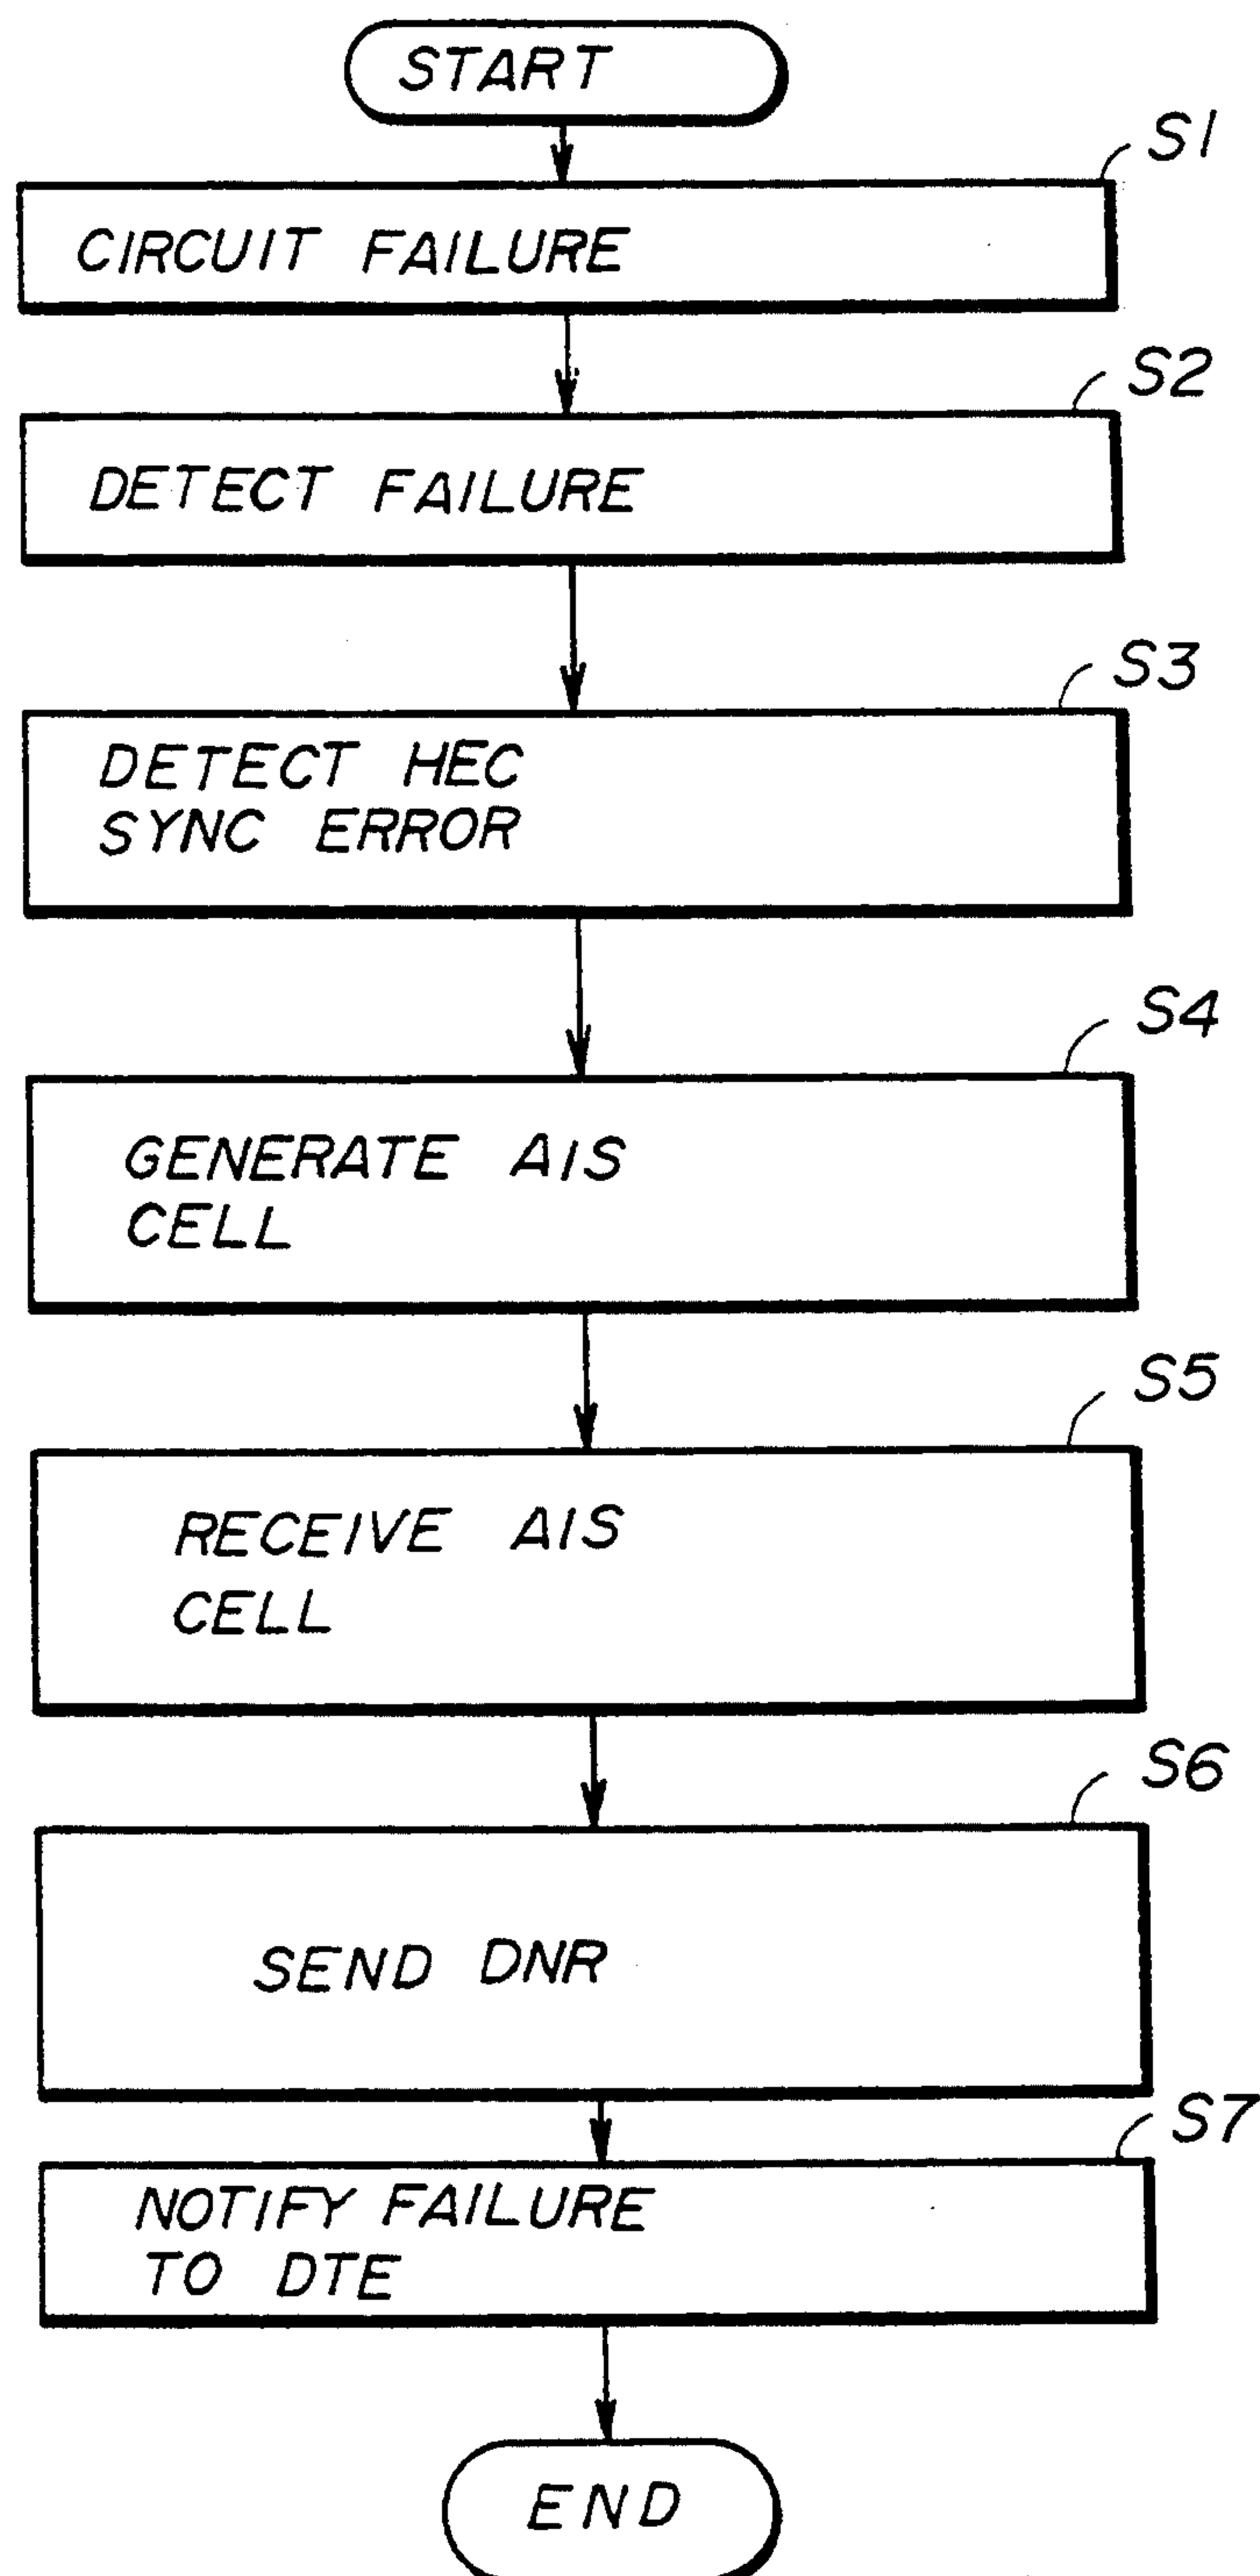 START
S1
CIRCUIT FAILURE
S2
DETECT FAILURE
S3
DETECT HEC
SYNC ERROR
S4
GENERATE AIS
CELL
S5
RECEIVE AIS
CELL
S6
SEND DNR
S7
NOTIFY FAILURE
TO DTE
END